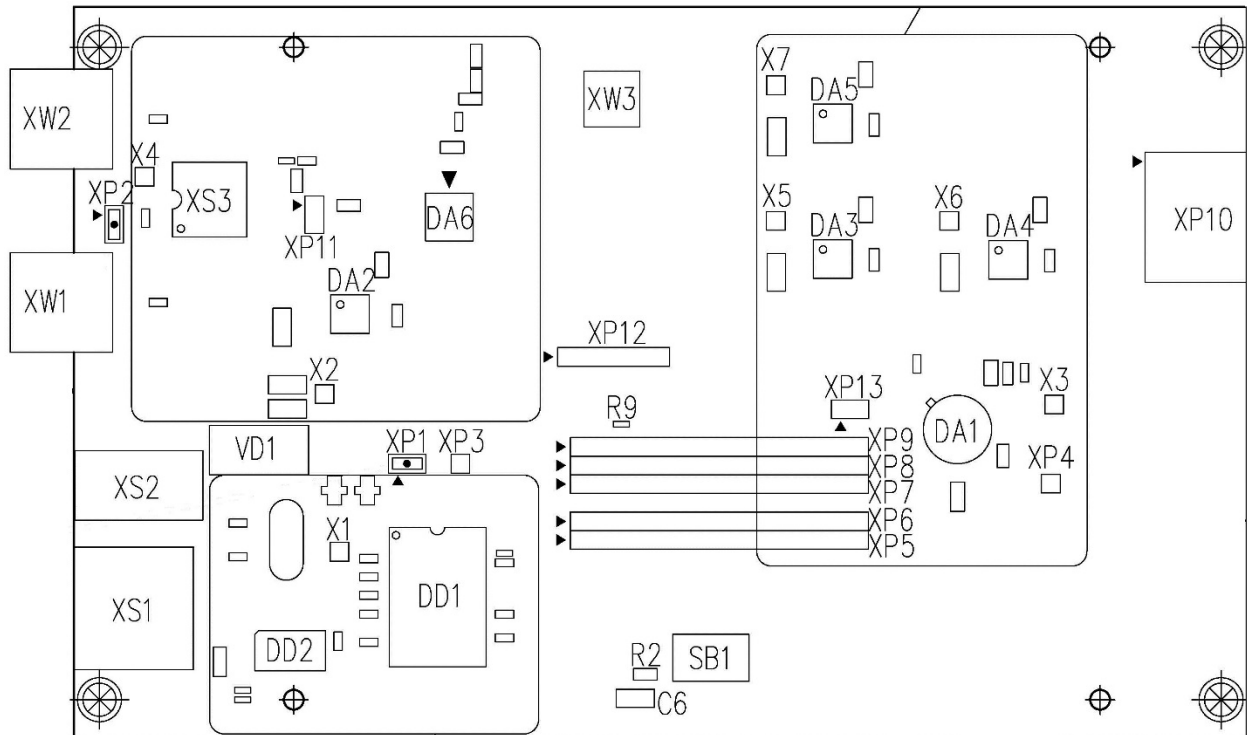 X7
DA5
XW3
XW2
X4
XP2
XS3
DA6
X5
X6
XP11
DA3
DA4
XP10
DA2
XW1
XP12
X2
XP13
X3
R9
DA1
VD1
XP1
XP3
XP9
XP8
XP4
XS2
XP7
XP6
X1
XP5
DD1
XS1
DD2
R2
SB1
C6